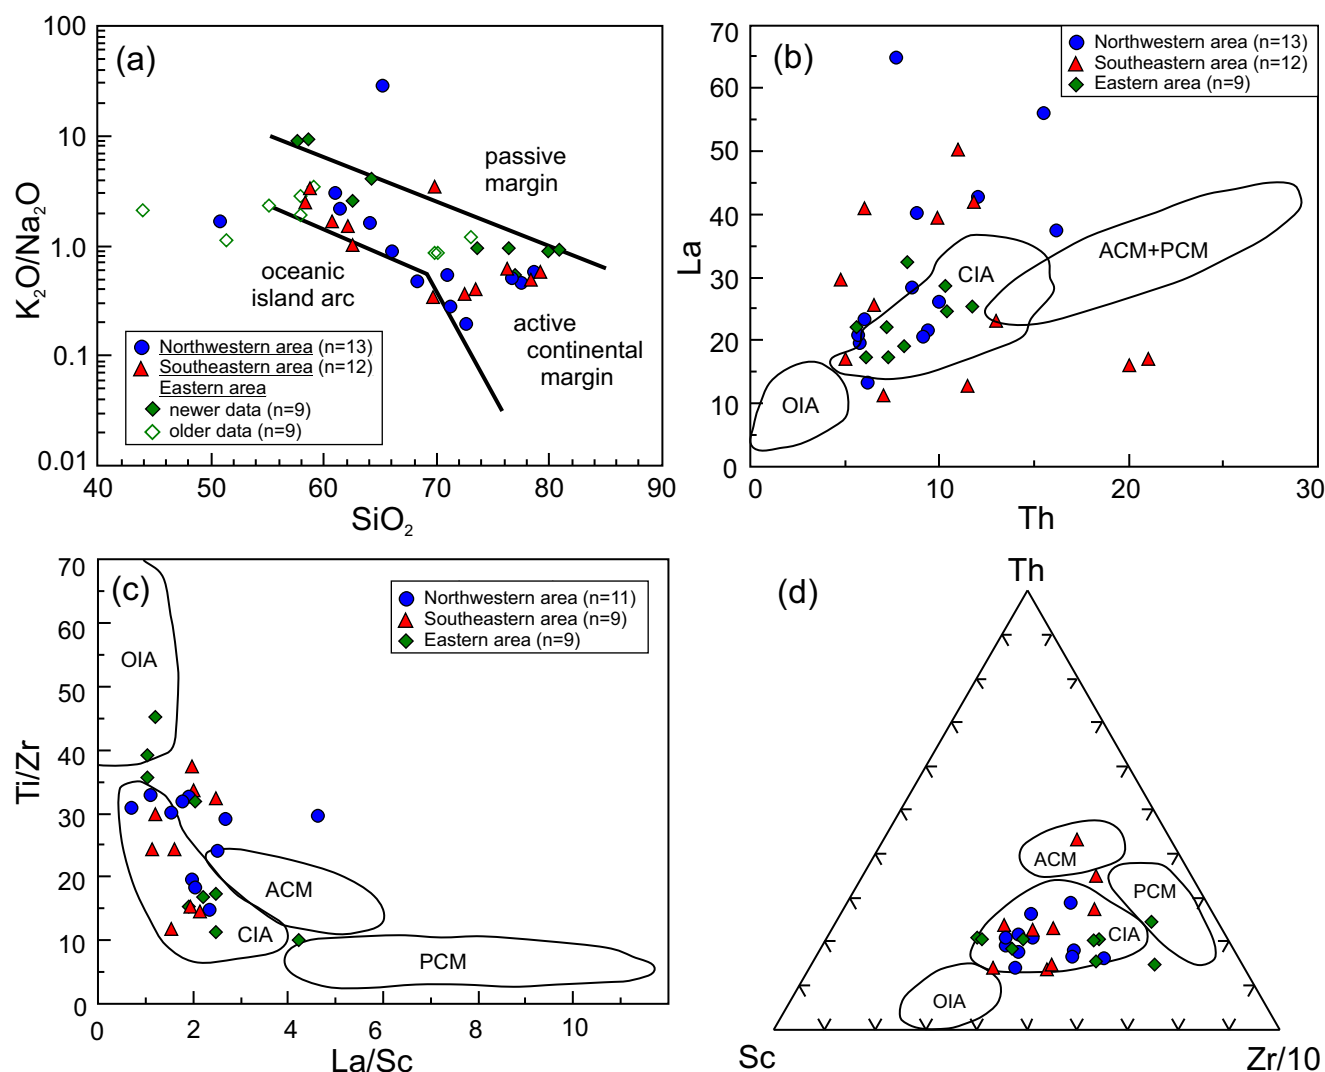 (a)
100
10
1.0
0.1
0.01
K₂O/Na₂O
passive
margin
oceanic
island arc
active
continental
margin
Northwestern area (n=13)
Southeastern area (n=12)
Eastern area
newer data (n=9)
older data (n=9)
40 50 60 70 80 90
SiO₂
(b)
70
60
50
40
30
20
10
0
La
Northwestern area (n=13)
Southeastern area (n=12)
Eastern area (n=9)
ACM+PCM
CIA
OIA
0 10 20 30
Th
(c)
70
60
50
40
30
20
10
0
Ti/Zr
Northwestern area (n=11)
Southeastern area (n=9)
Eastern area (n=9)
OIA
ACM
CIA
PCM
0 2 4 6 8 10
La/Sc
(d)
Th
ACM
PCM
CIA
OIA
Sc
Zr/10